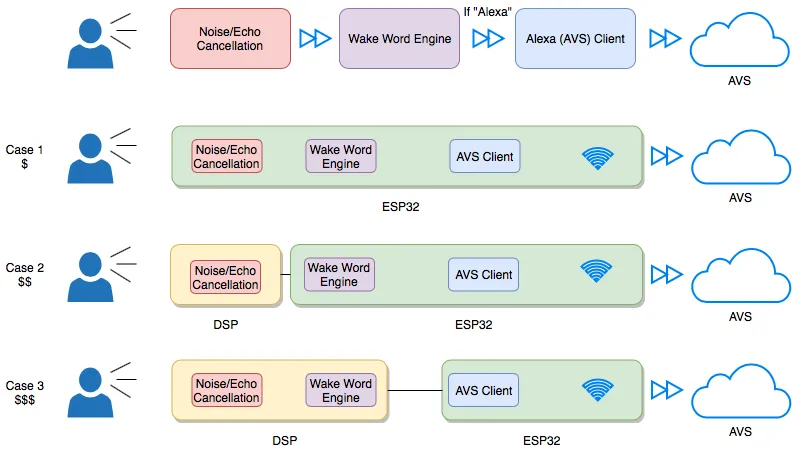 If "Alexa"
Noise/Echo
Cancellation
Wake Word Engine
Alexa (AVS) Client
AVS
Case 1
$
Noise/Echo
Cancellation
Wake Word
Engine
AVS Client
ESP32
AVS
Case 2
$$
Noise/Echo
Cancellation
Wake Word
Engine
AVS Client
DSP
ESP32
AVS
Case 3
$$$
Noise/Echo
Cancellation
Wake Word
Engine
AVS Client
DSP
ESP32
AVS